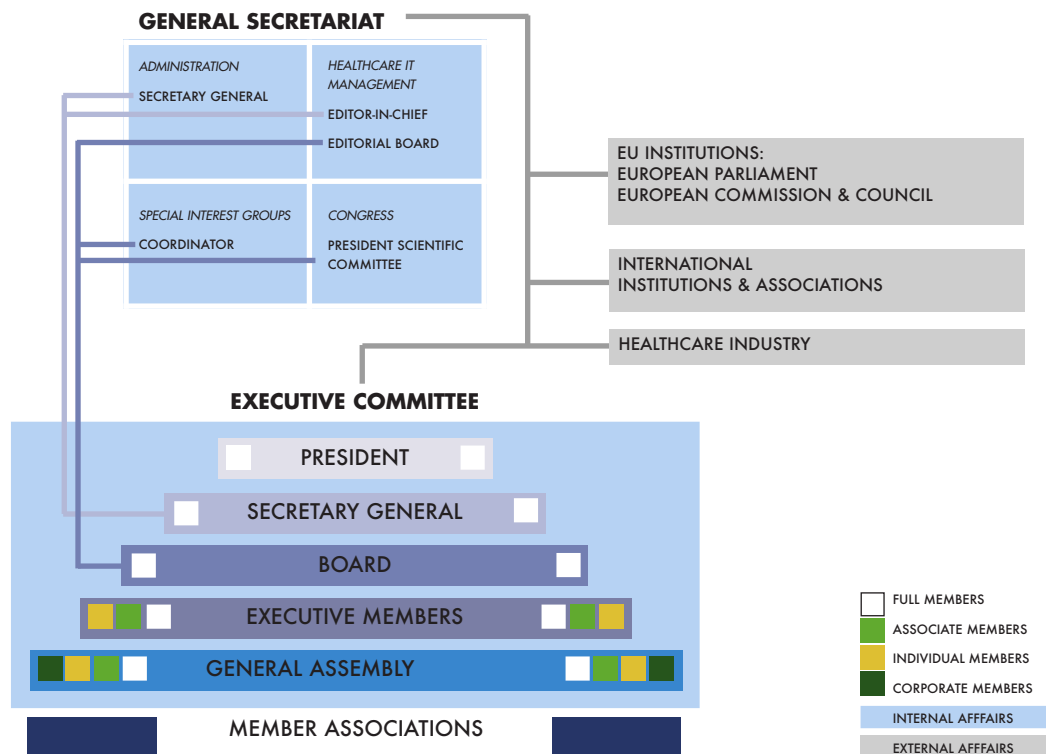 GENERAL SECRETARIAT
ADMINISTRATION
SECRETARY GENERAL
HEALTHCARE IT
MANAGEMENT
EDITOR-IN-CHIEF
EDITORIAL BOARD
SPECIAL INTEREST GROUPS
COORDINATOR
CONGRESS
PRESIDENT SCIENTIFIC
COMMITTEE
EU INSTITUTIONS:
EUROPEAN PARLIAMENT
EUROPEAN COMMISSION & COUNCIL
INTERNATIONAL
INSTITUTIONS & ASSOCIATIONS
HEALTHCARE INDUSTRY
EXECUTIVE COMMITTEE
PRESIDENT
SECRETARY GENERAL
BOARD
EXECUTIVE MEMBERS
GENERAL ASSEMBLY
MEMBER ASSOCIATIONS
FULL MEMBERS
ASSOCIATE MEMBERS
INDIVIDUAL MEMBERS
CORPORATE MEMBERS
INTERNAL AFFFAIRS
EXTERNAL AFFFAIRS